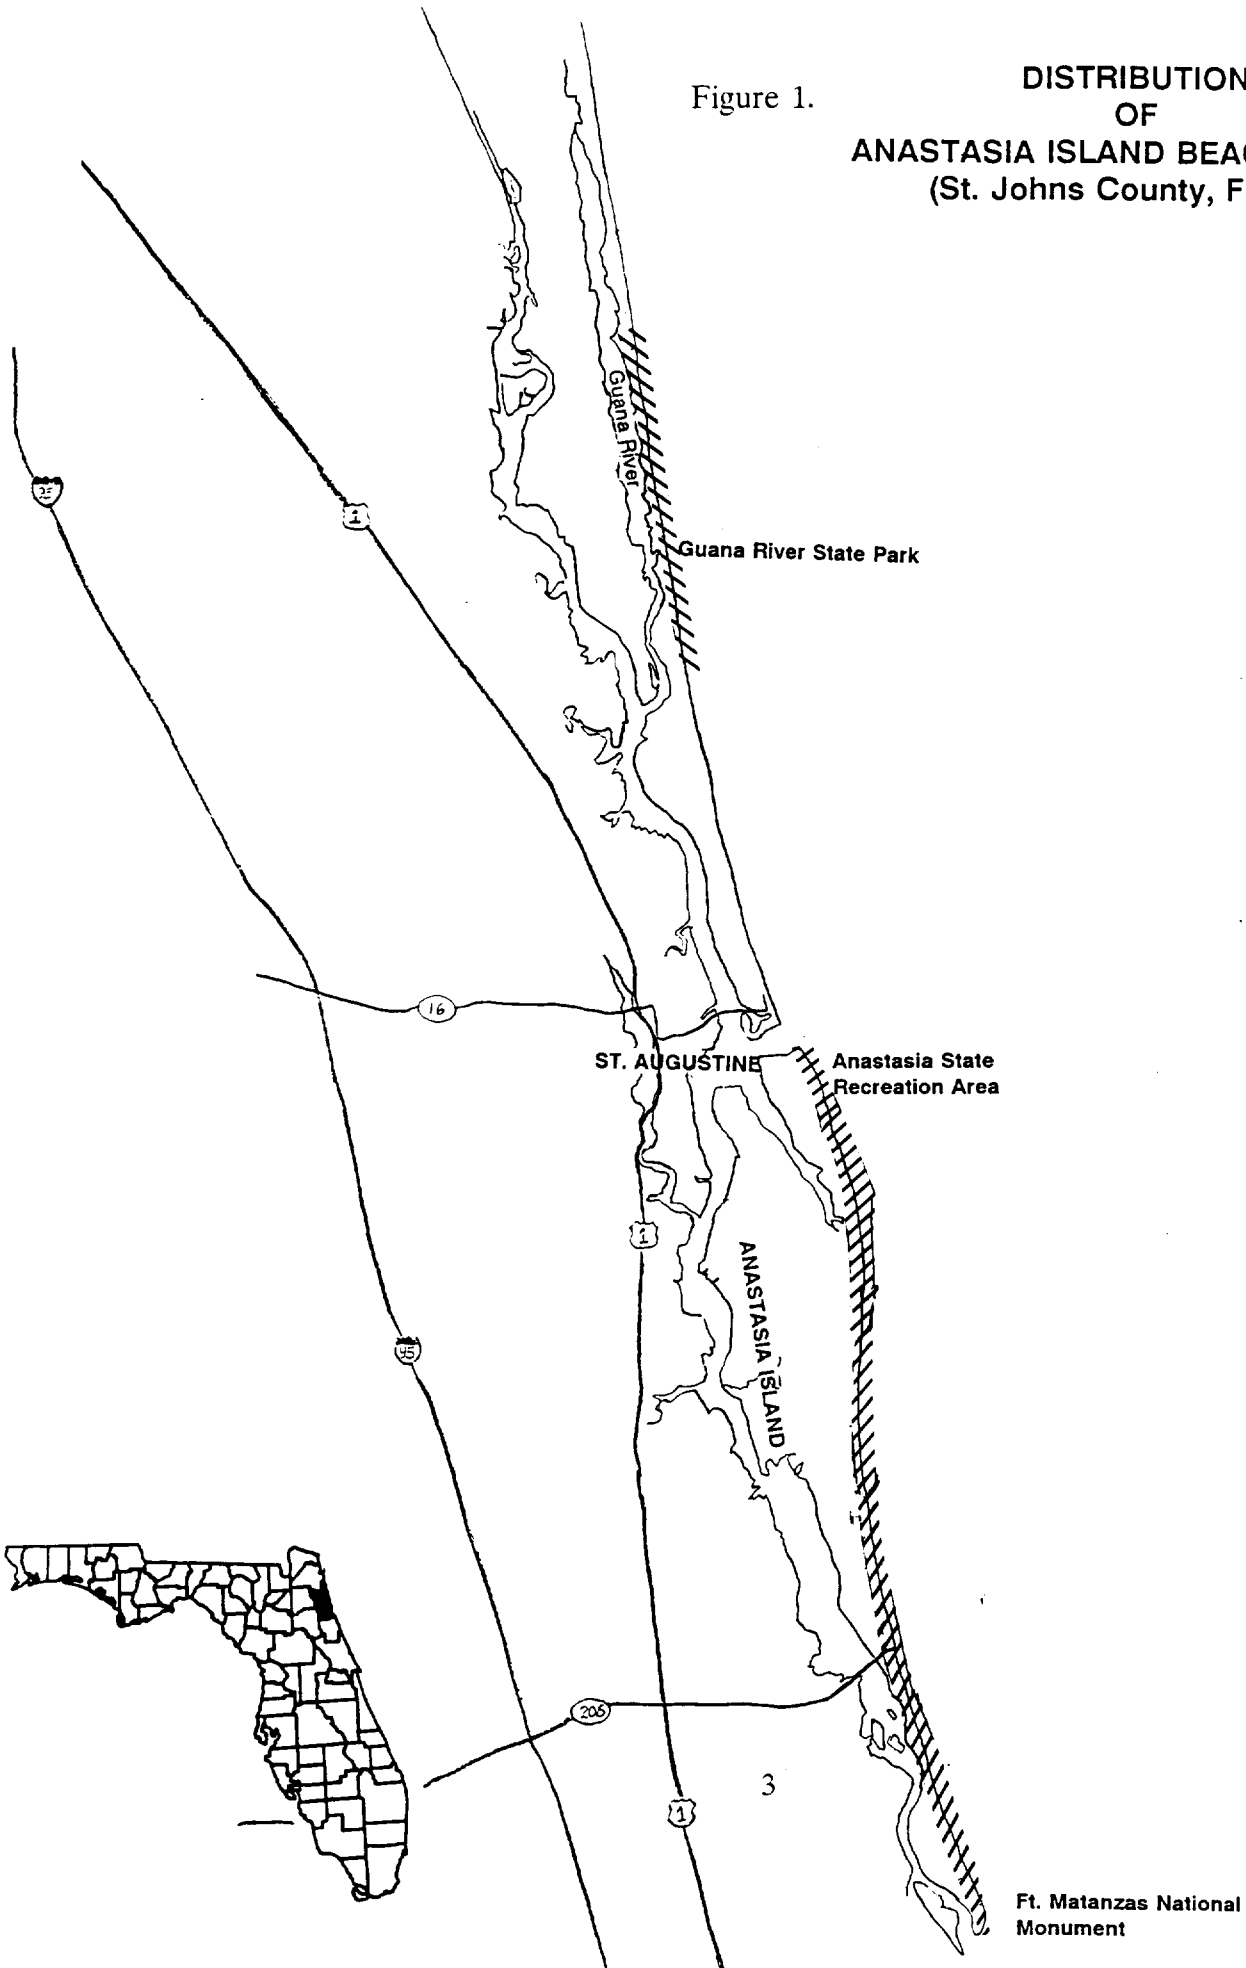 Figure 1.
DISTRIBUTION
OF
ANASTASIA ISLAND BEA
(St. Johns County, F
1
Guana River
Guana River State Park
16
ST. AUGUSTINE
Anastasia State
Recreation Area
1
ANASTASIA ISLAND
95
206
3
1
Ft. Matanzas National
Monument